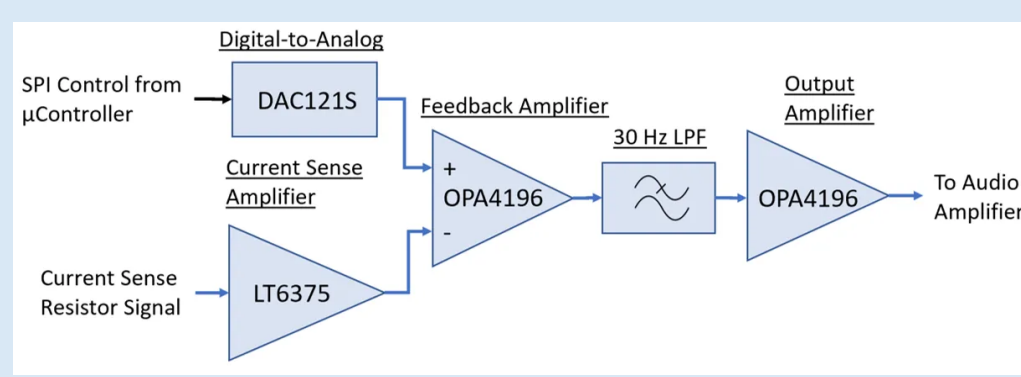 Digital-to-Analog
SPI Control from
µController
DAC121S
Feedback Amplifier
Output
Amplifier
30 Hz LPF
Current Sense
Amplifier
+
OPA4196
-
OPA4196
To Audio
Amplifier
Current Sense
Resistor Signal
LT6375